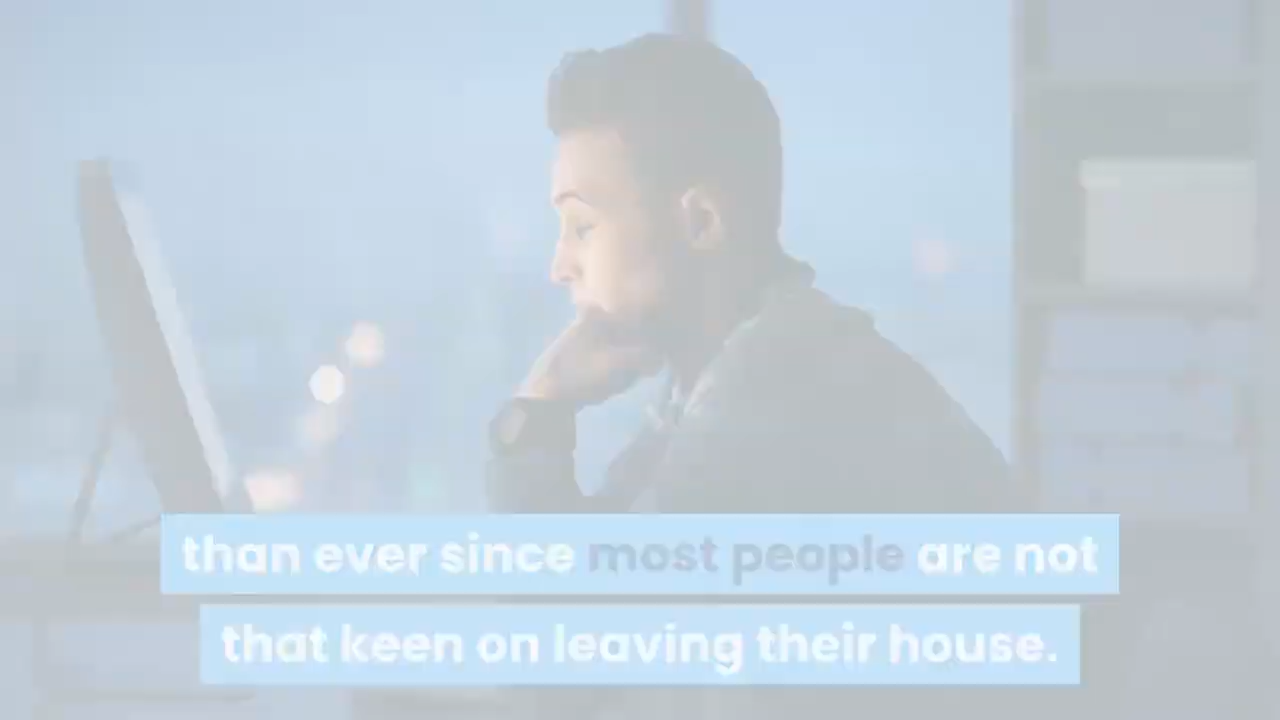 than ever since most people are not
that keen on leaving their house.